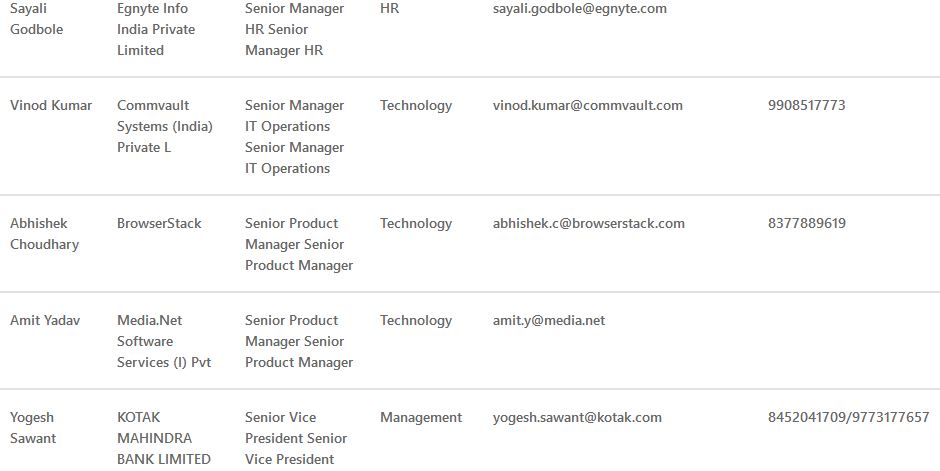 Sayali Egnyte Info Senior Manager HR sayali.godbole@egnyte.com
Godbole India Private HR Senior
Limited Manager HR
Vinod Kumar Commvault Senior Manager Technology vinod.kumar@commvault.com 9908517773
Systems (India) IT Operations
Private L Senior Manager
IT Operations
Abhishek BrowserStack Senior Product Technology abhishek.c@browserstack.com 8377889619
Choudhary Manager Senior
Product Manager
Amit Yadav Media.Net Senior Product Technology amit.y@media.net
Software Manager Senior
Services (I) Pvt Product Manager
Yogesh KOTAK Senior Vice Management yogesh.sawant@kotak.com 8452041709/9773177657
Sawant MAHINDRA President Senior
BANK LIMITED Vice President